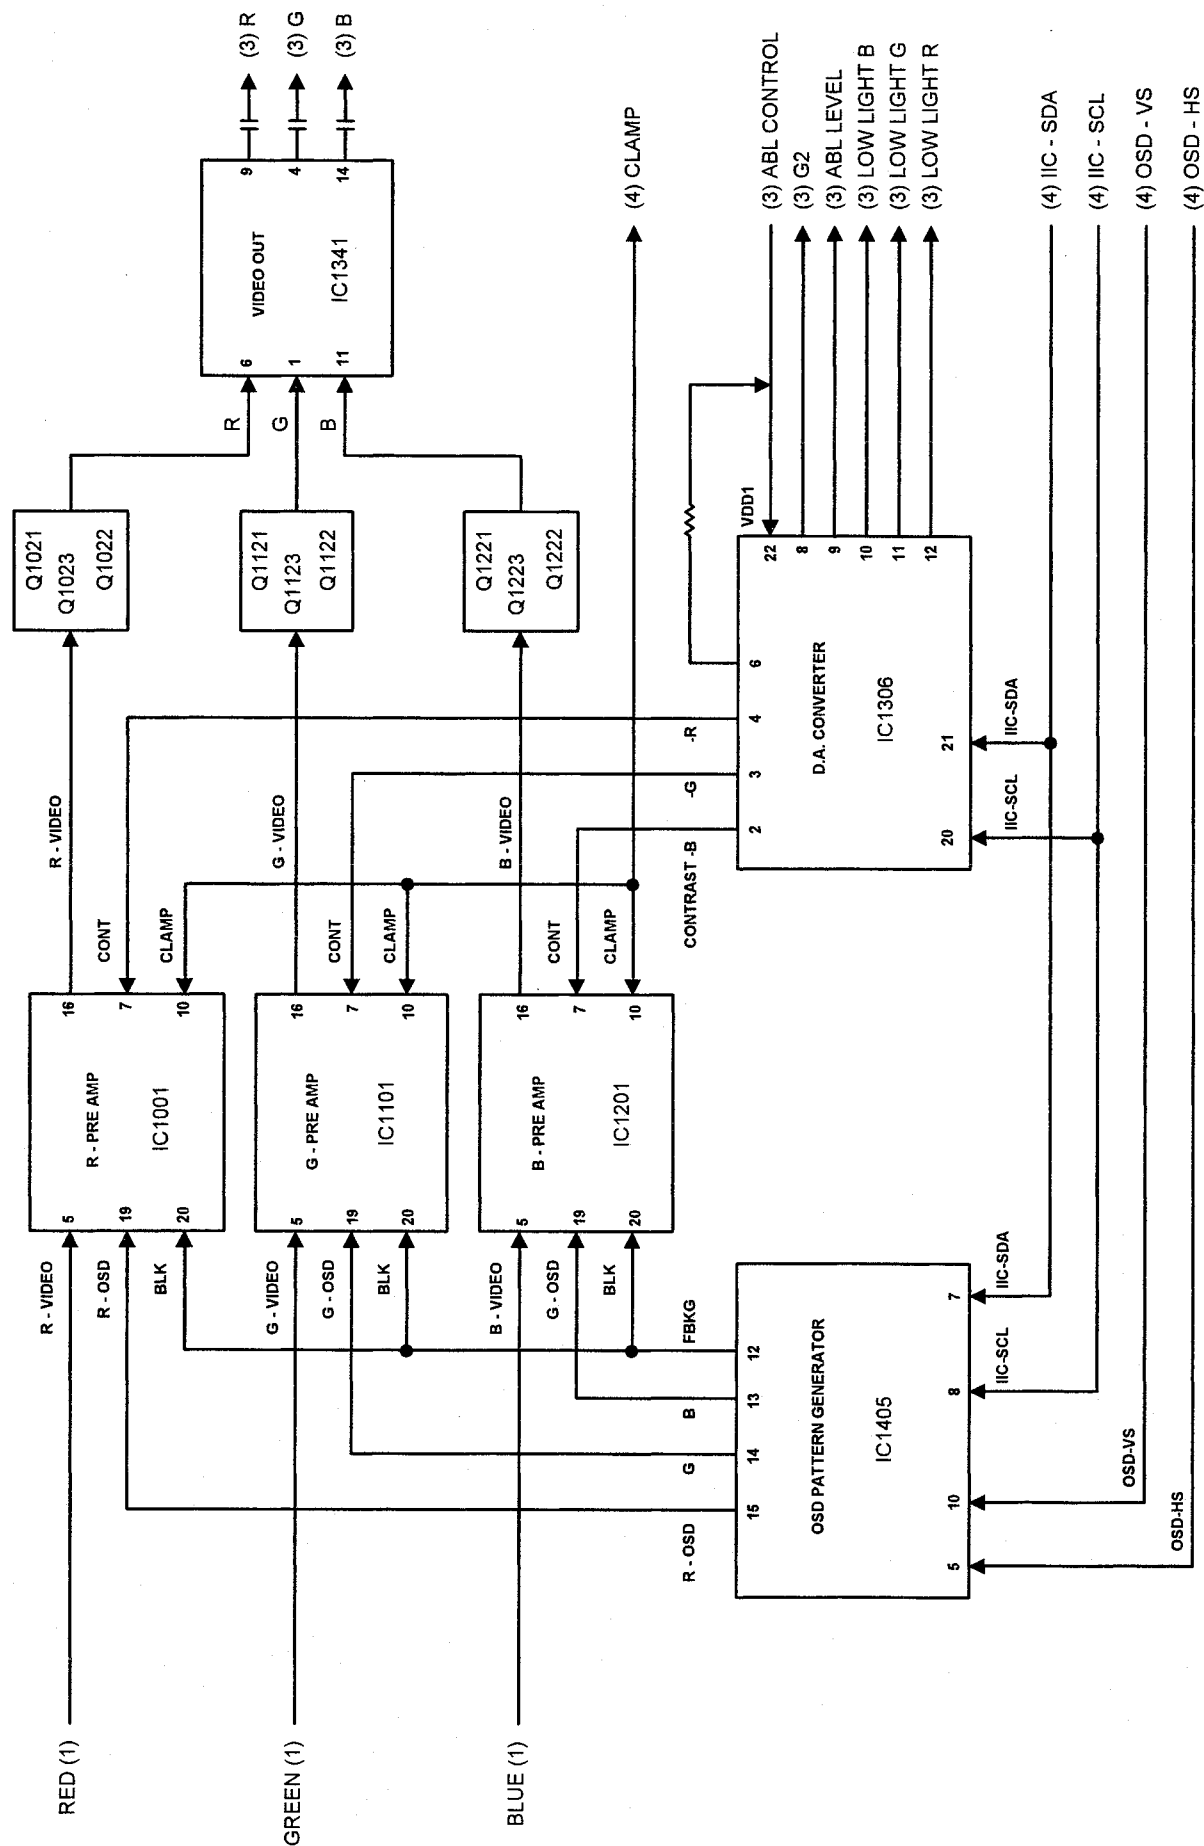 RED (1)
R - VIDEO
R - OSD
BLK
5
19
20
R - PRE AMP
IC1001
16
7
10
CONT
CLAMP
R - VIDEO
Q1021
Q1023
Q1022
R
G
B
6
1
11
VIDEO OUT
IC1341
9
4
14
(3) R
(3) G
(3) B
GREEN (1)
G - VIDEO
G - OSD
BLK
5
19
20
G - PRE AMP
IC1101
16
7
10
CONT
CLAMP
G - VIDEO
Q1121
Q1123
Q1122
BLUE (1)
B - VIDEO
G - OSD
BLK
5
19
20
B - PRE AMP
IC1201
16
7
10
CONT
CLAMP
B - VIDEO
Q1221
Q1223
Q1222
(4) CLAMP
R - OSD
G
B
FBKG
15
14
13
12
OSD PATTERN GENERATOR
IC1405
5
10
8
7
OSD-HS
OSD-VS
IIC-SCL
IIC-SDA
CONTRAST -B
-G
-R
2
3
4
6
D.A. CONVERTER
IC1306
20
21
IIC-SCL
IIC-SDA
VDD1
22
8
9
10
11
12
(3) ABL CONTROL
(3) G2
(3) ABL LEVEL
(3) LOW LIGHT B
(3) LOW LIGHT G
(3) LOW LIGHT R
(4) IIC - SDA
(4) IIC - SCL
(4) OSD - VS
(4) OSD - HS